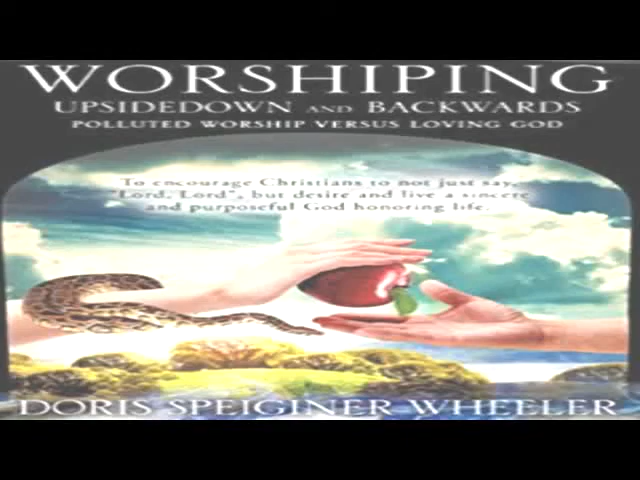 WORSHIPING
UPSIDEDOWN AND BACKWARDS
POLLUTED WORSHIP VERSUS LOVING GOD
To encourage Christians to not just say,
"Lord, Lord", but desire and live a sincere
and purposeful God honoring life.
DORIS SPEIGINER WHEELER